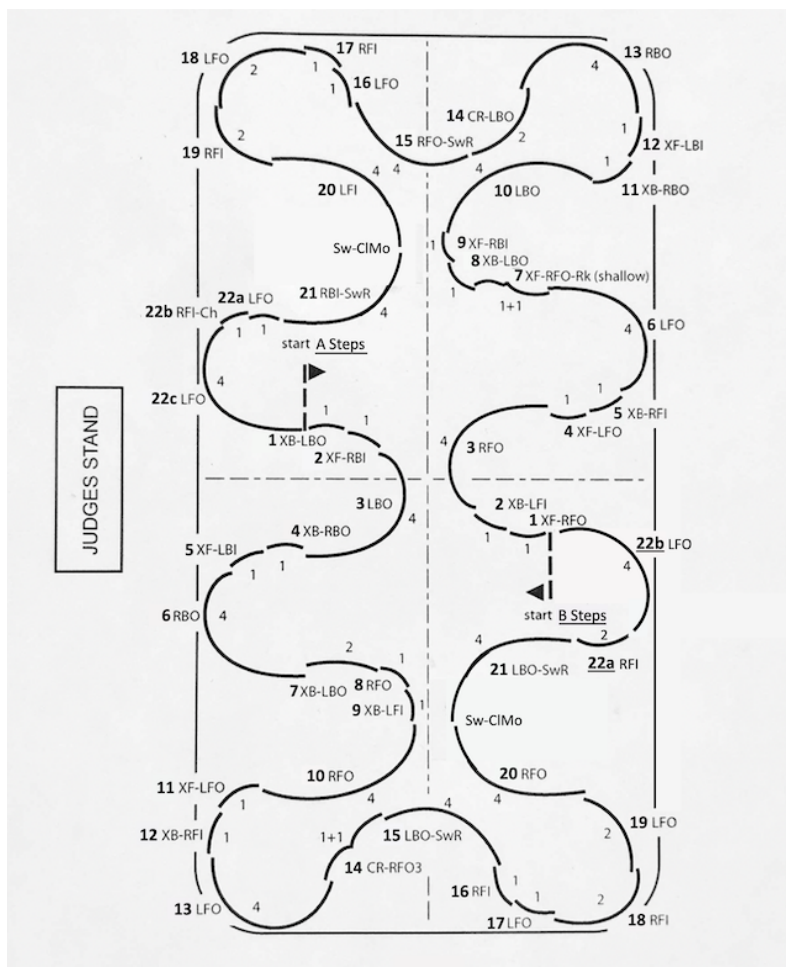 17 RFI
18 LFO
2
1
16 LFO
1
13 RBO
4
14 CR-LBO
15 RFO-SwR
2
1
12 XF-LBI
2
19 RFI
4
4
4
1
11 XB-RBO
20 LFI
10 LBO
Sw-ClMo
1
9 XF-RBI
8 XB-LBO
7 XF-RFO-Rk (shallow)
21 RBI-SwR
4
1
1+1
22a LFO
22b RFI-Ch
1
1
6 LFO
4
start A Steps
4
22c LFO
1
1
1
1
5 XB-RFI
4 XF-LFO
1 XB-LBO
2 XF-RBI
4
3 RFO
JUDGES STAND
3 LBO
4
2 XB-LFI
1 XF-RFO
1
1
4 XB-RBO
5 XF-LBI
1
1
22b LFO
4
6 RBO
4
start B Steps
2
1
4
2
22a RFI
7 XB-LBO
8 RFO
9 XB-LFI
1
21 LBO-SwR
Sw-ClMo
10 RFO
4
20 RFO
4
4
11 XF-LFO
1
12 XB-RFI
1
1+1
15 LBO-SwR
19 LFO
2
14 CR-RFO3
16 RFI
1
1
2
13 LFO
4
17 LFO
18 RFI